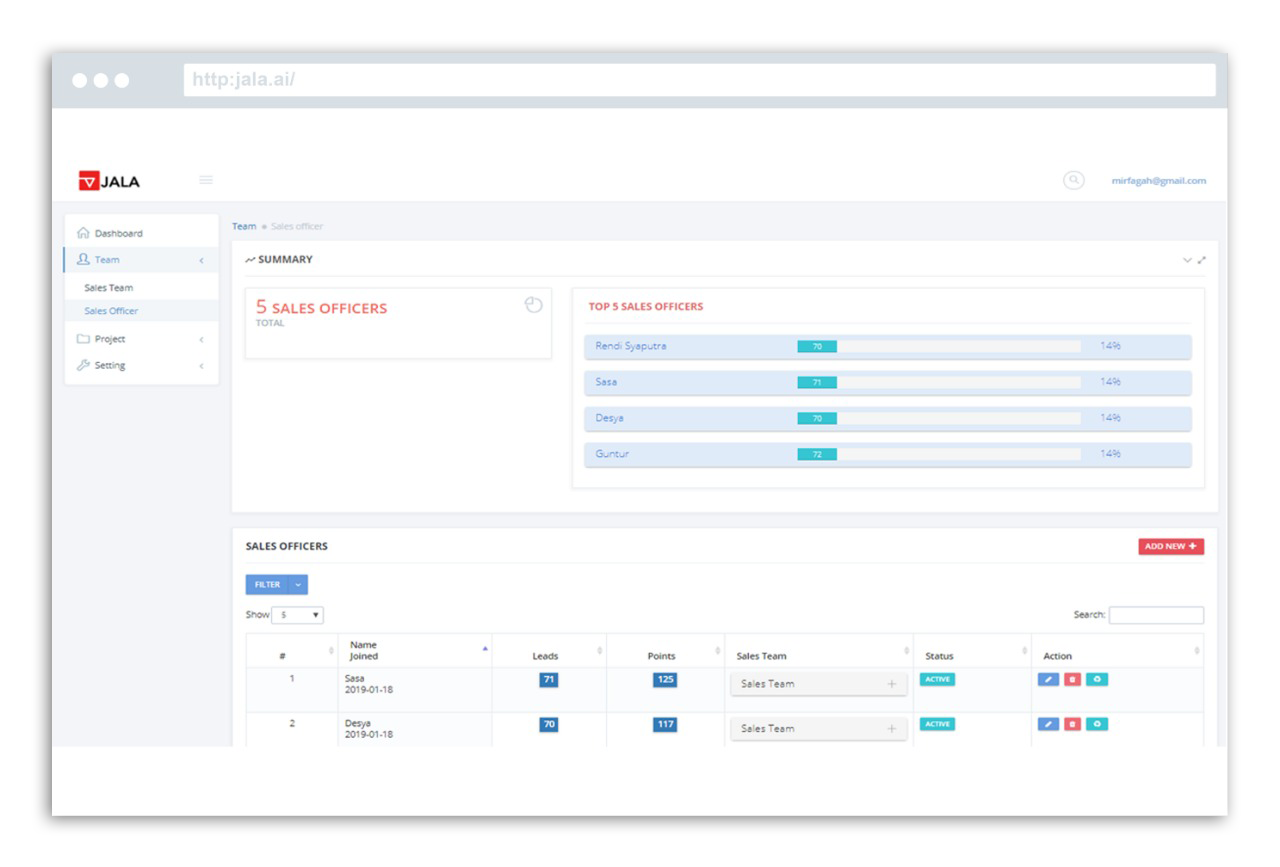 http:jala.ai/
JALA
mirfagah@gmail.com
Dashboard
Team
Sales Team
Sales Officer
Project
Setting
Team Sales officer
SUMMARY
5 SALES OFFICERS
TOTAL
TOP 5 SALES OFFICERS
Rendi Syaputra 70 14%
Sasa 71 14%
Desya 70 14%
Guntur 72 14%
SALES OFFICERS
ADD NEW +
FILTER
Show 5
Search:
# Name Joined Leads Points Sales Team Status Action
1 Sasa 71 125 Sales Team + ACTIVE
2019-01-18
2 Desya 70 117 Sales Team + ACTIVE
2019-01-18